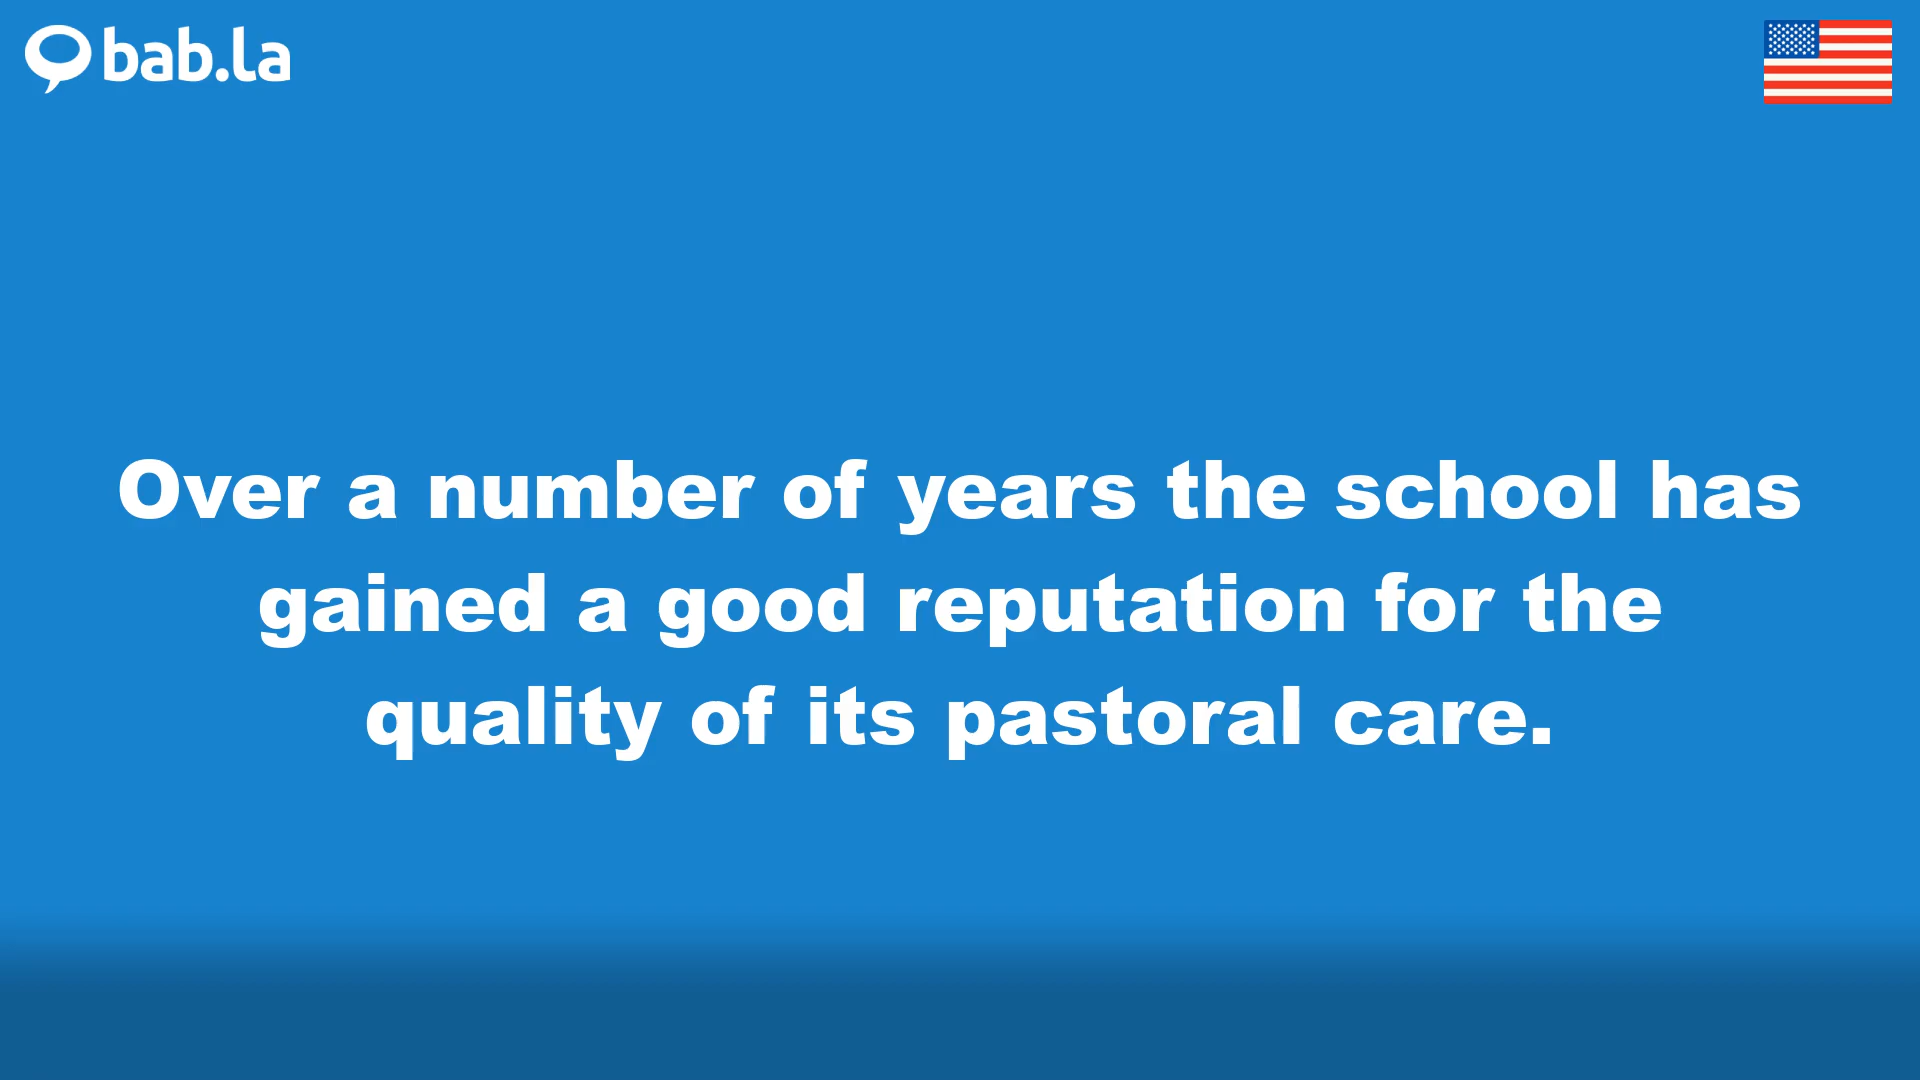 bab.la
Over a number of years the school has
gained a good reputation for the
quality of its pastoral care.